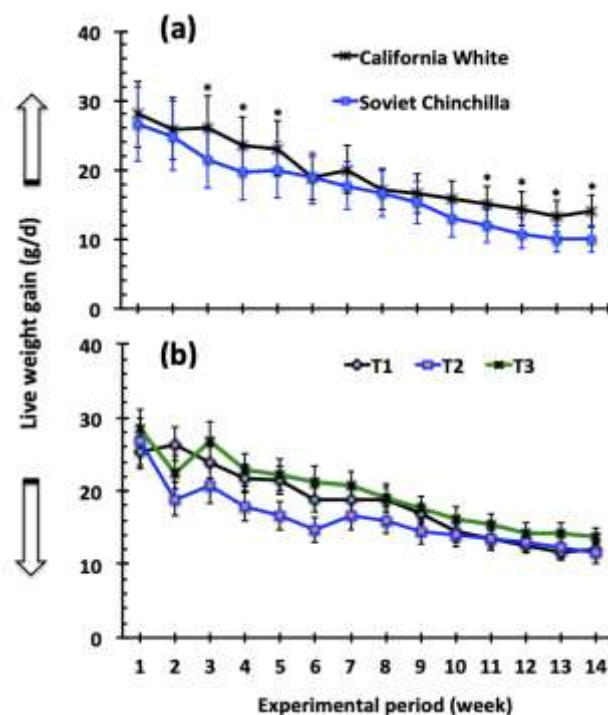 (a)
40
California White
Soviet Chinchilla
30
20
10
0
* * * * * * *
Live weight gain (g/d)
(b)
40
T1 T2 T3
30
20
10
0
1 2 3 4 5 6 7 8 9 10 11 12 13 14
Experimental period (week)